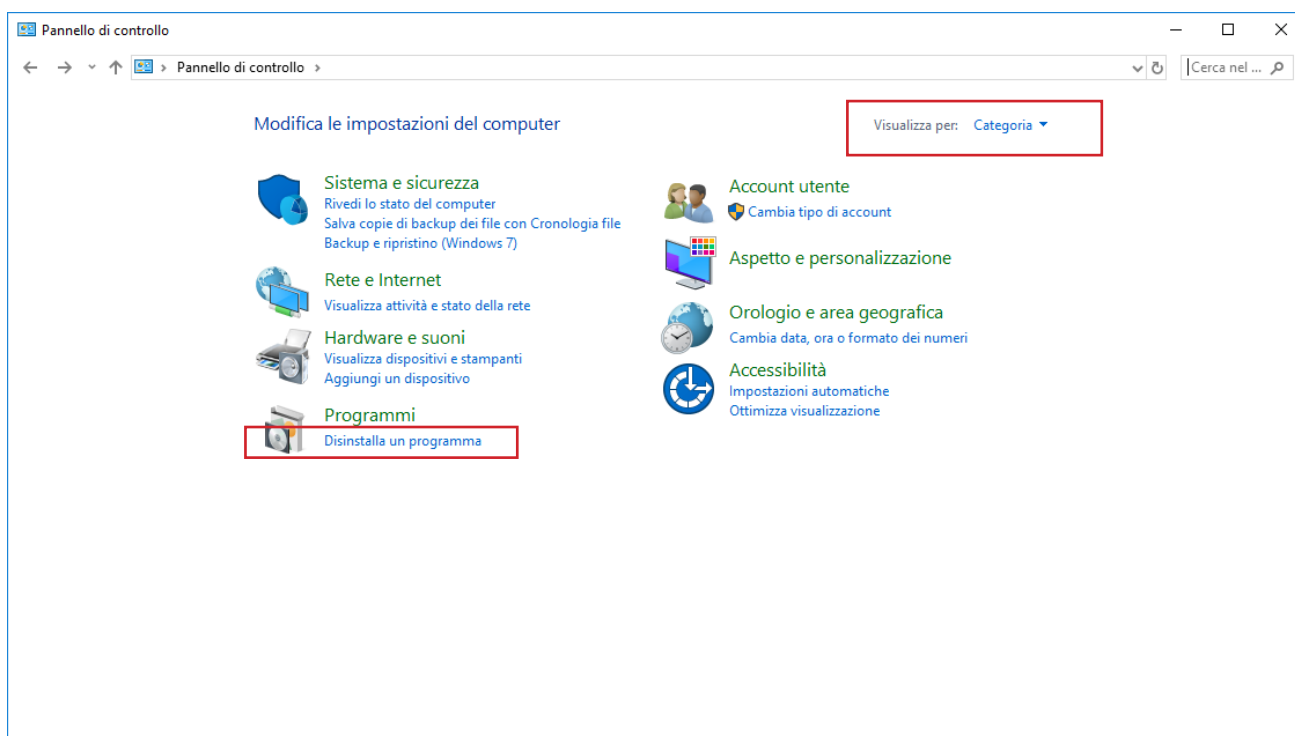 Pannello di controllo
Pannello di controllo
Cerca nel ...
Modifica le impostazioni del computer
Visualizza per: Categoria
Sistema e sicurezza
Rivedi lo stato del computer
Salva copie di backup dei file con Cronologia file
Backup e ripristino (Windows 7)
Rete e Internet
Visualizza attività e stato della rete
Hardware e suoni
Visualizza dispositivi e stampanti
Aggiungi un dispositivo
Programmi
Disinstalla un programma
Account utente
Cambia tipo di account
Aspetto e personalizzazione
Orologio e area geografica
Cambia data, ora o formato dei numeri
Accessibilità
Impostazioni automatiche
Ottimizza visualizzazione